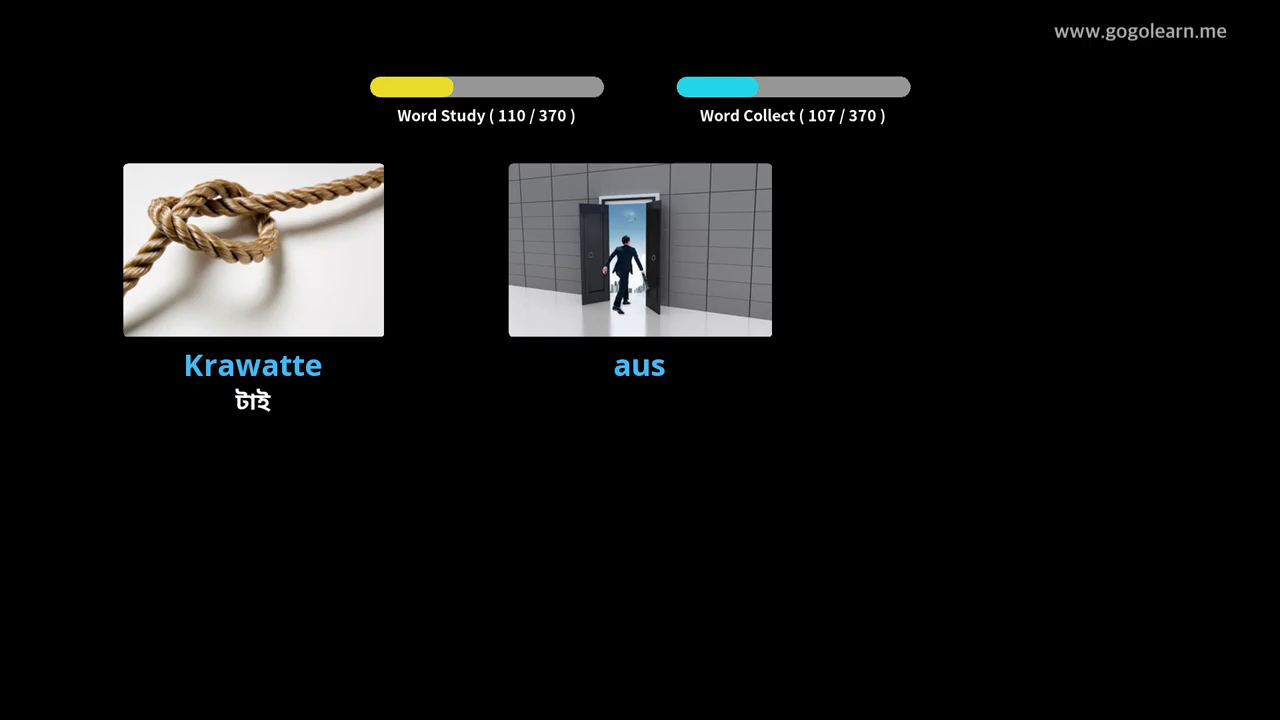 www.gogolearn.me
Word Study ( 110 / 370 )
Word Collect ( 107 / 370 )
Krawatte
aus
টাই